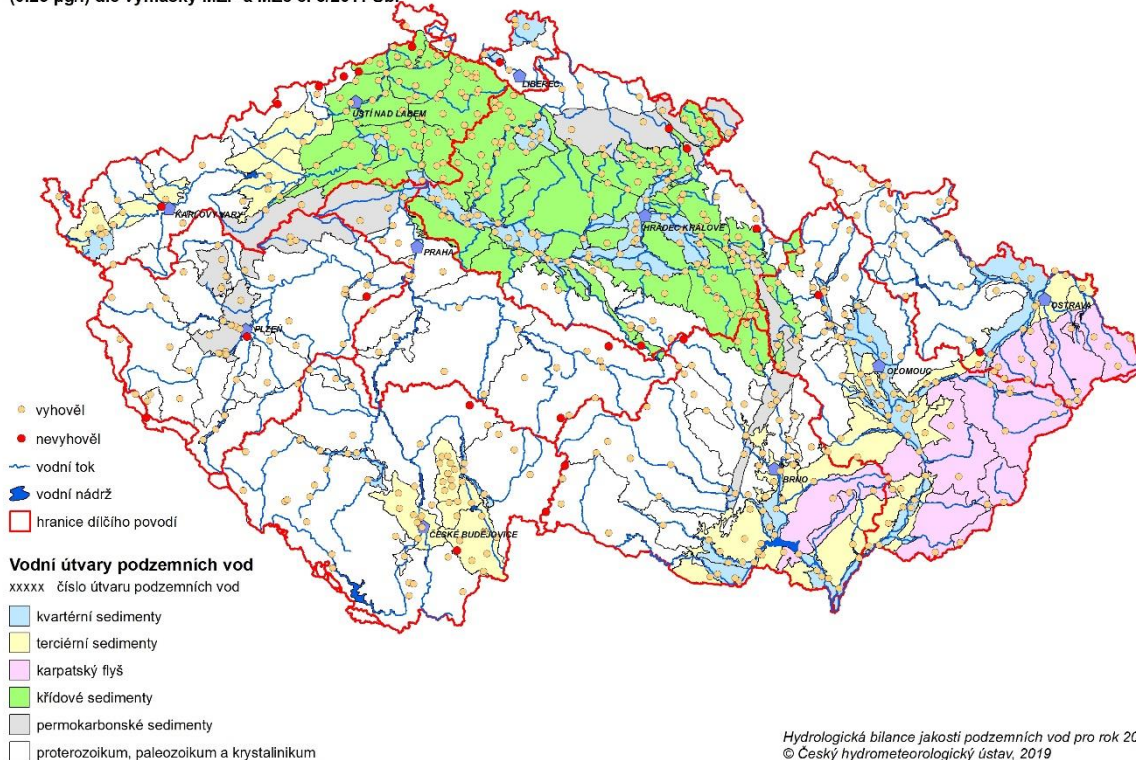 LIBEREC
ÚSTÍ NAD LABEM
KARLOVY VARY
HRADEC KRÁLOVÉ
PRAHA
OSTRAVA
PLZEŇ
OLOMOUC
BRNO
ČESKÉ BUDĚJOVICE
vyhověl
nevyhověl
vodní tok
vodní nádrž
hranice dílčího povodí
Vodní útvary podzemních vod
xxxxx číslo útvaru podzemních vod
kvartérní sedimenty
terciérní sedimenty
karpatský flyš
křídové sedimenty
permokarbonské sedimenty
proterozoikum, paleozoikum a krystalinikum
Hydrologická bilance jakosti podzemních vod pro rok 20
© Český hydrometeorologický ústav, 2019